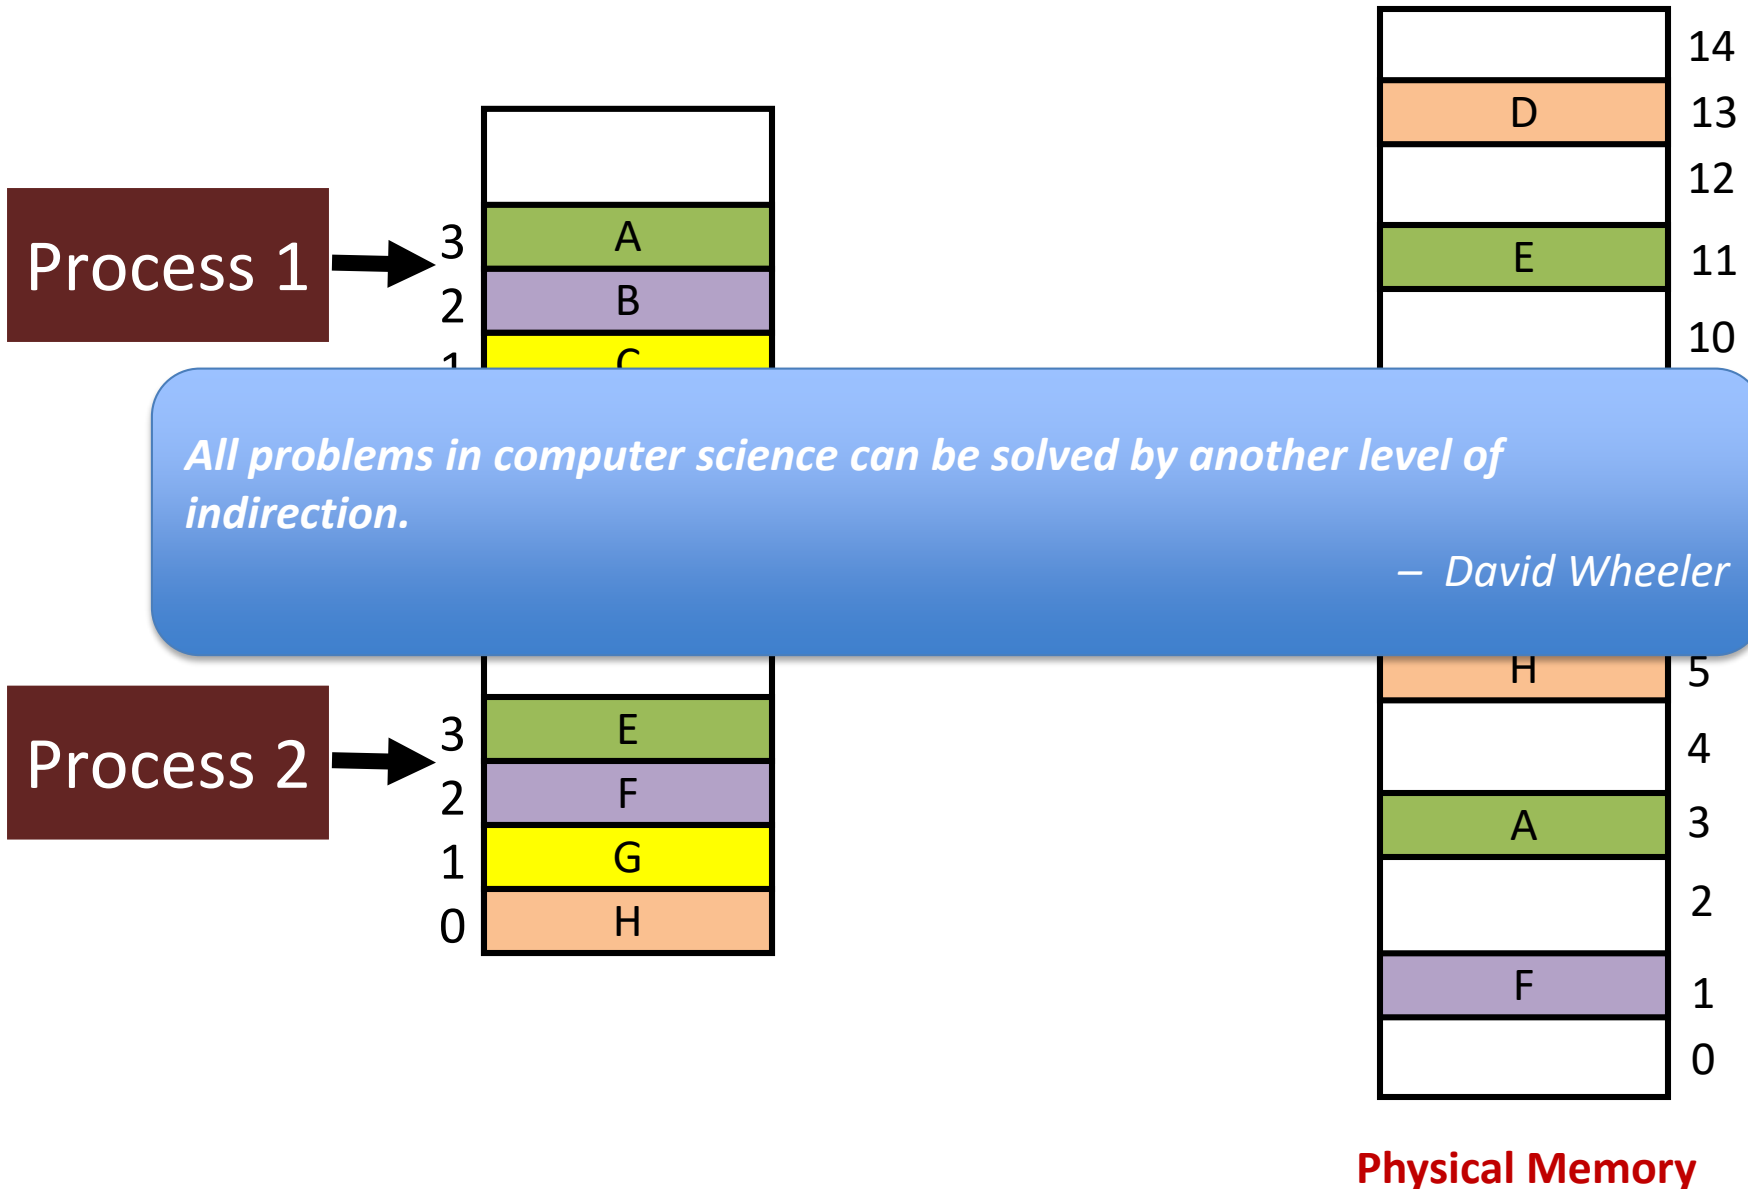 14
D
13
12
Process 1
3
A
E
11
2
B
10
1
C
All problems in computer science can be solved by another level of
indirection.
– David Wheeler
H
5
Process 2
3
E
4
2
F
A
3
1
G
2
0
H
F
1
0
Physical Memory